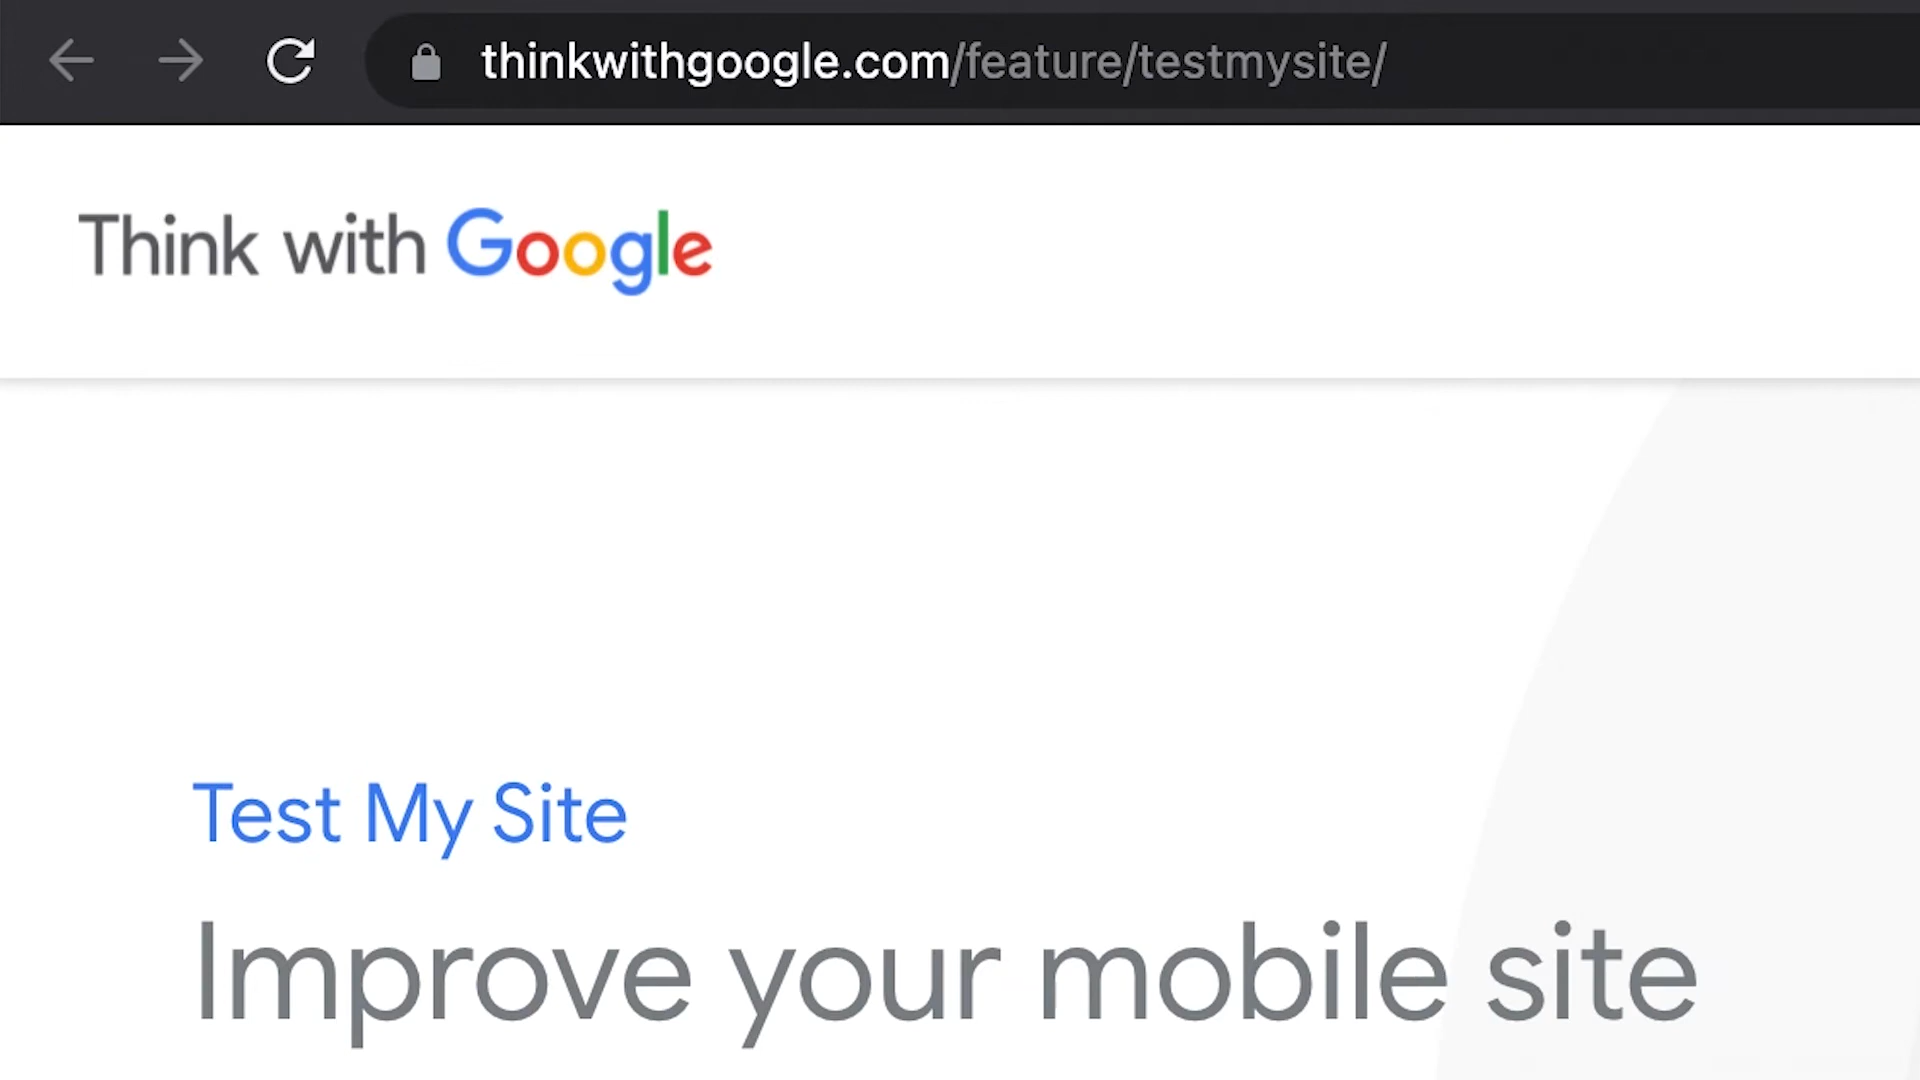 thinkwithgoogle.com/feature/testmysite/
Think with Google
Test My Site
Improve your mobile site